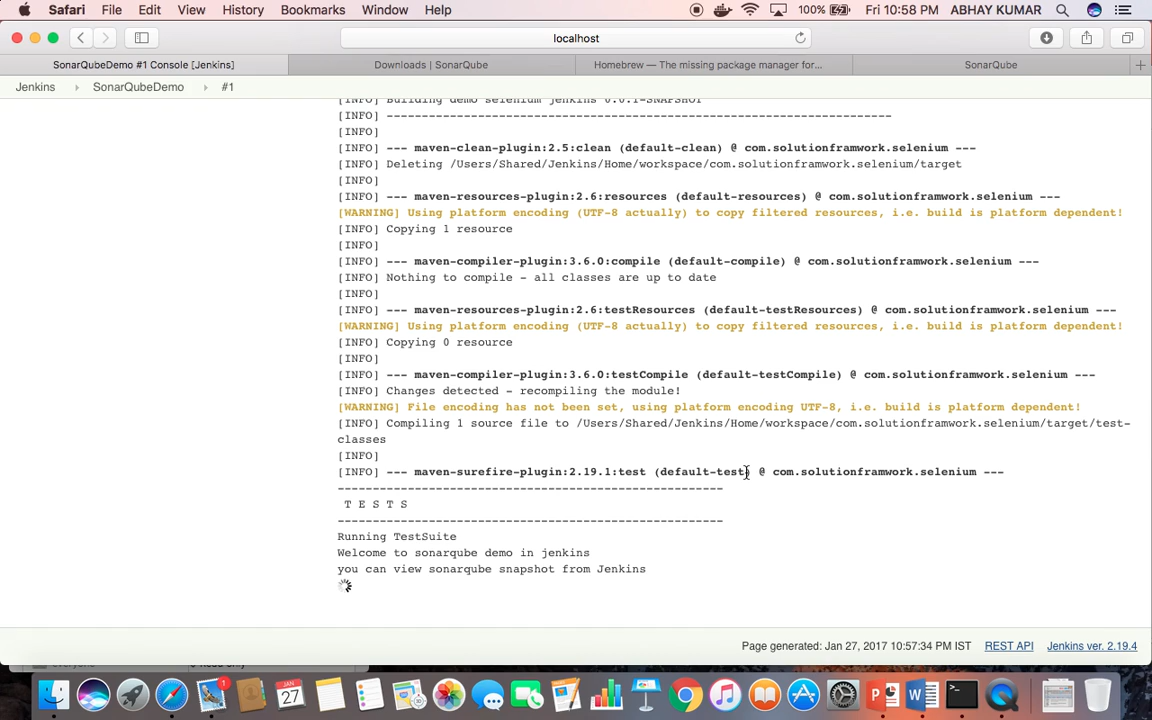 Safari File Edit View History Bookmarks Window Help 100% Fri 10:58 PM ABHAY KUMAR
localhost
SonarQubeDemo #1 Console [Jenkins] Downloads | SonarQube Homebrew — The missing package manager for... SonarQube
Jenkins SonarQubeDemo #1
[INFO] Building demo selenium jenkins 0.0.1-SNAPSHOT
[INFO] ------------------------------------------------------------------------
[INFO]
[INFO] --- maven-clean-plugin:2.5:clean (default-clean) @ com.solutionframwork.selenium ---
[INFO] Deleting /Users/Shared/Jenkins/Home/workspace/com.solutionframwork.selenium/target
[INFO]
[INFO] --- maven-resources-plugin:2.6:resources (default-resources) @ com.solutionframwork.selenium ---
[WARNING] Using platform encoding (UTF-8 actually) to copy filtered resources, i.e. build is platform dependent!
[INFO] Copying 1 resource
[INFO]
[INFO] --- maven-compiler-plugin:3.6.0:compile (default-compile) @ com.solutionframwork.selenium ---
[INFO] Nothing to compile - all classes are up to date
[INFO]
[INFO] --- maven-resources-plugin:2.6:testResources (default-testResources) @ com.solutionframwork.selenium ---
[WARNING] Using platform encoding (UTF-8 actually) to copy filtered resources, i.e. build is platform dependent!
[INFO] Copying 0 resource
[INFO]
[INFO] --- maven-compiler-plugin:3.6.0:testCompile (default-testCompile) @ com.solutionframwork.selenium ---
[INFO] Changes detected - recompiling the module!
[WARNING] File encoding has not been set, using platform encoding UTF-8, i.e. build is platform dependent!
[INFO] Compiling 1 source file to /Users/Shared/Jenkins/Home/workspace/com.solutionframwork.selenium/target/test-
classes
[INFO]
[INFO] --- maven-surefire-plugin:2.19.1:test (default-test) @ com.solutionframwork.selenium ---
-------------------------------------------------------
T E S T S
-------------------------------------------------------
Running TestSuite
Welcome to sonarqube demo in jenkins
you can view sonarqube snapshot from Jenkins
Page generated: Jan 27, 2017 10:57:34 PM IST REST API Jenkins ver. 2.19.4